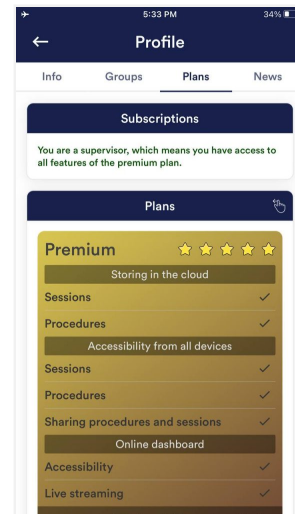 5:33 PM
34%
Profile
Info Groups Plans News
Subscriptions
You are a supervisor, which means you have access to
all features of the premium plan.
Plans
Premium
Storing in the cloud
Sessions
Procedures
Accessibility from all devices
Sessions
Procedures
Sharing procedures and sessions
Online dashboard
Accessibility
Live streaming